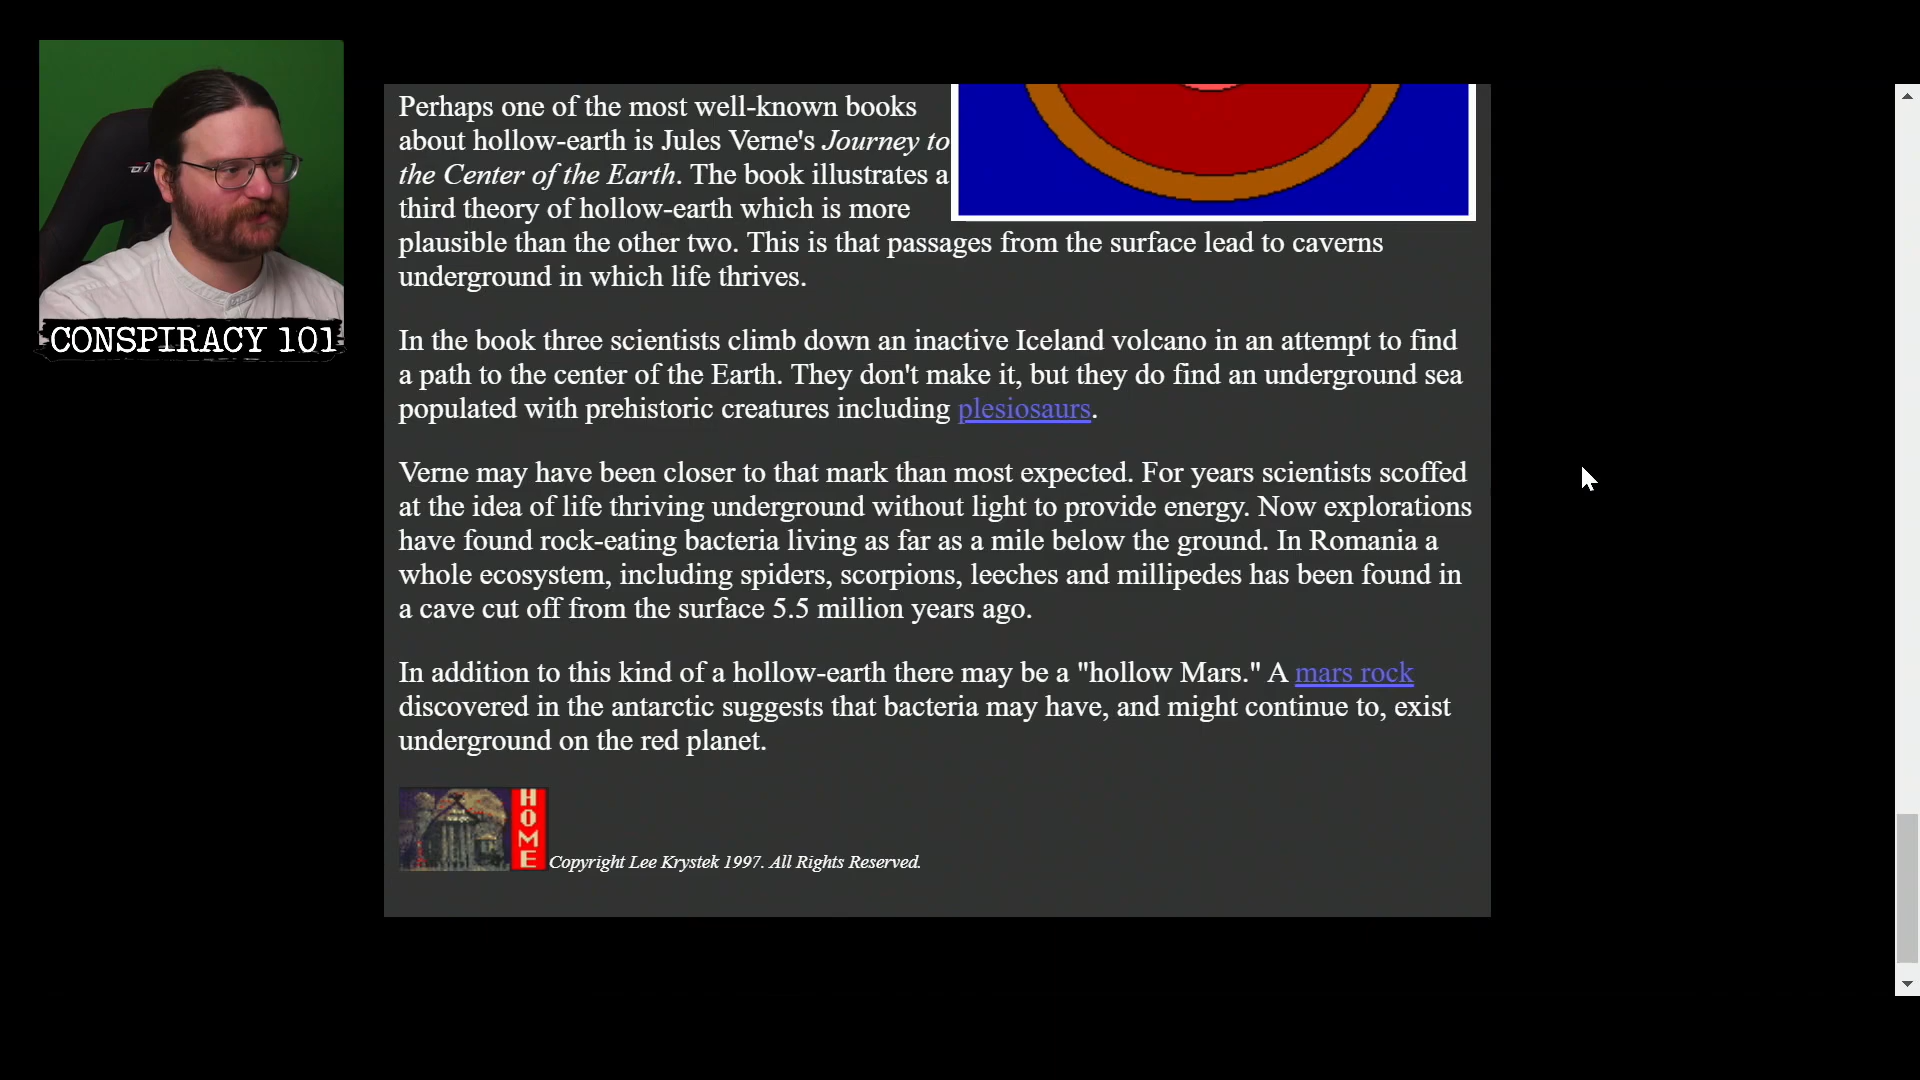 CONSPIRACY 101
Perhaps one of the most well-known books
about hollow-earth is Jules Verne's Journey to
the Center of the Earth. The book illustrates a
third theory of hollow-earth which is more
plausible than the other two. This is that passages from the surface lead to caverns
underground in which life thrives.
In the book three scientists climb down an inactive Iceland volcano in an attempt to find
a path to the center of the Earth. They don't make it, but they do find an underground sea
populated with prehistoric creatures including plesiosaurs.
Verne may have been closer to that mark than most expected. For years scientists scoffed
at the idea of life thriving underground without light to provide energy. Now explorations
have found rock-eating bacteria living as far as a mile below the ground. In Romania a
whole ecosystem, including spiders, scorpions, leeches and millipedes has been found in
a cave cut off from the surface 5.5 million years ago.
In addition to this kind of a hollow-earth there may be a "hollow Mars." A mars rock
discovered in the antarctic suggests that bacteria may have, and might continue to, exist
underground on the red planet.
HOME
Copyright Lee Krystek 1997. All Rights Reserved.